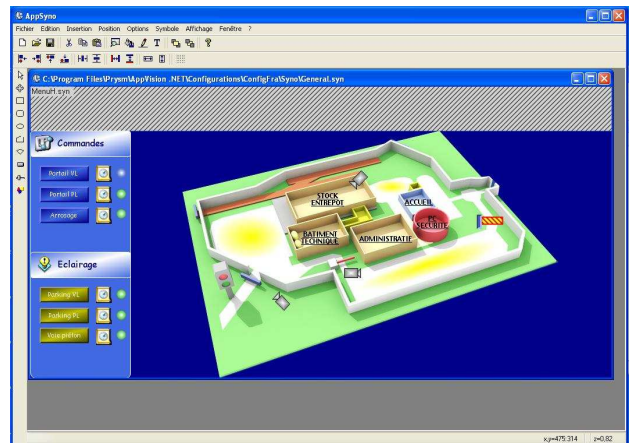 AppSyno
Fichier Edition Insertion Position Options Symbole Affichage Fenêtre ?
C:\Program Files\Prysm\AppVision .NET\Configurations\ConfigFra\Syno\General.syn
MenuH.syn
Commandes
Portail VL
Portail PL
Arrosage
Eclairage
Parking VL
Parking PL
Voie piéton
STOCK
ENTREPOT
ACCUEIL
PC
SECURITE
BATIMENT
TECHNIQUE
ADMINISTRATIF
x,y=475.314 z=0,82